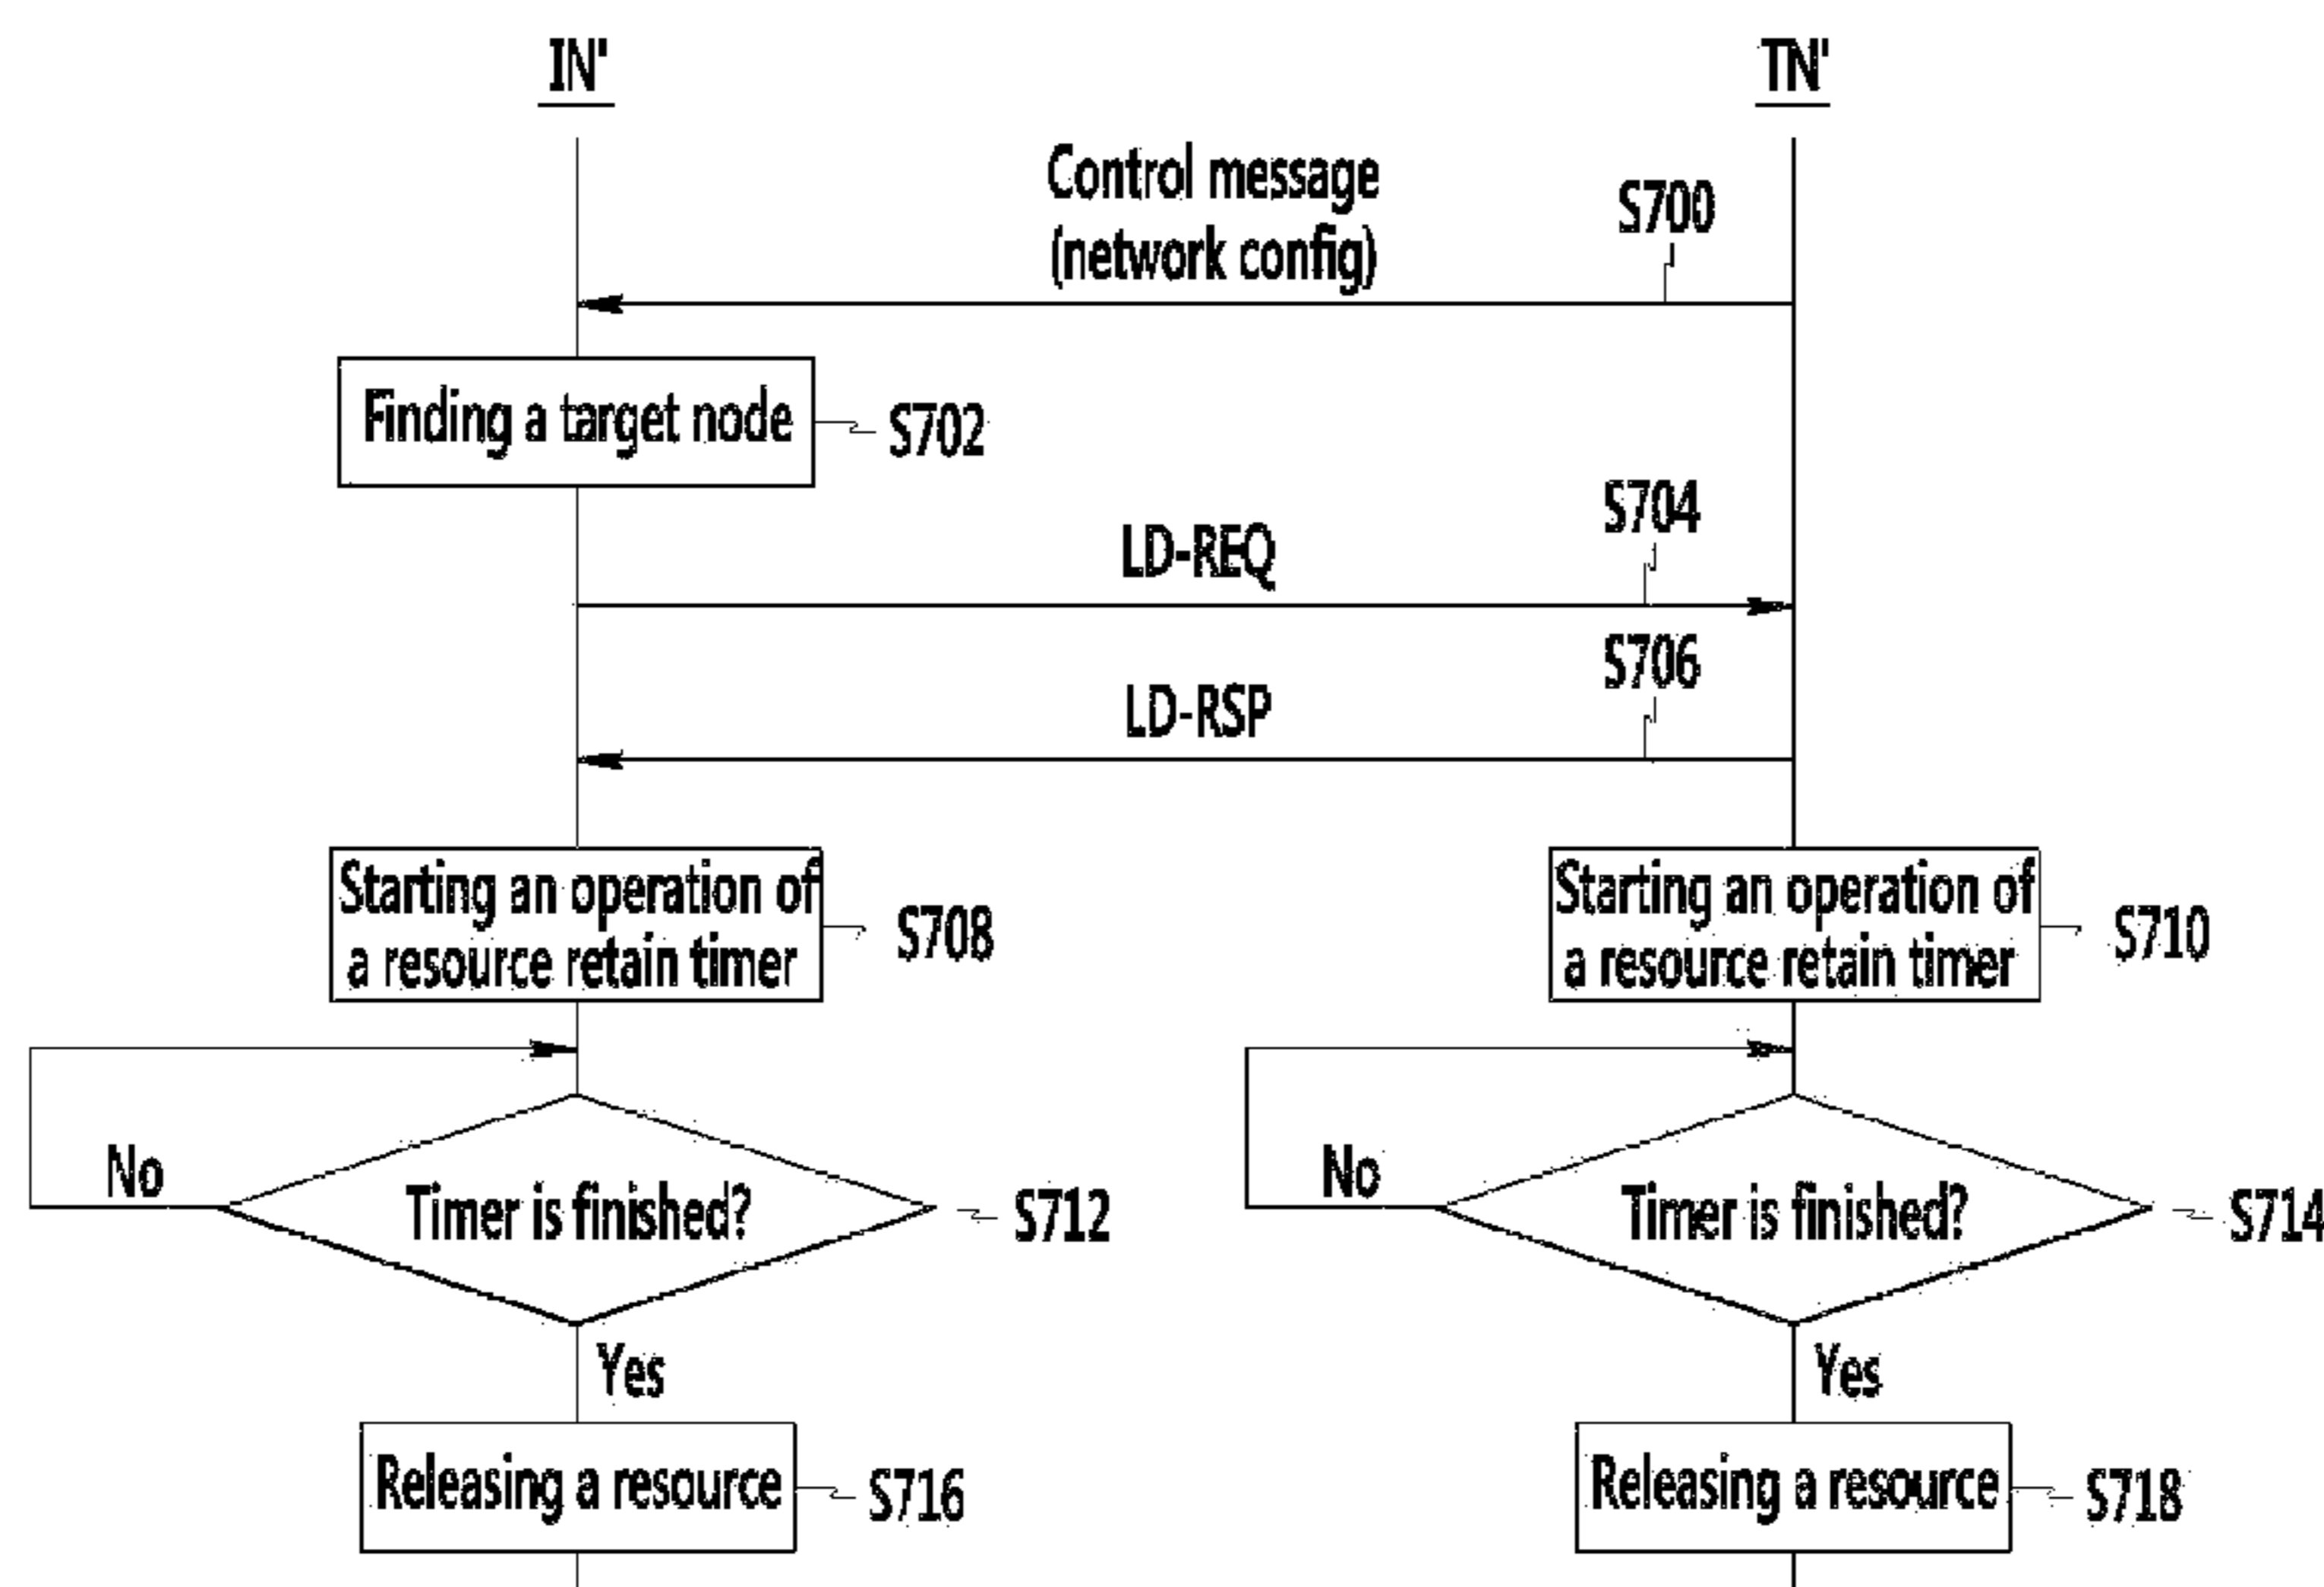 IN'
TN'
Control message
(network config)
S700
Finding a target node
S702
S704
LD-REQ
S706
LD-RSP
Starting an operation of
a resource retain timer
S708
Starting an operation of
a resource retain timer
S710
No
Timer is finished?
S712
No
Timer is finished?
S714
Yes
Yes
Releasing a resource
S716
Releasing a resource
S718